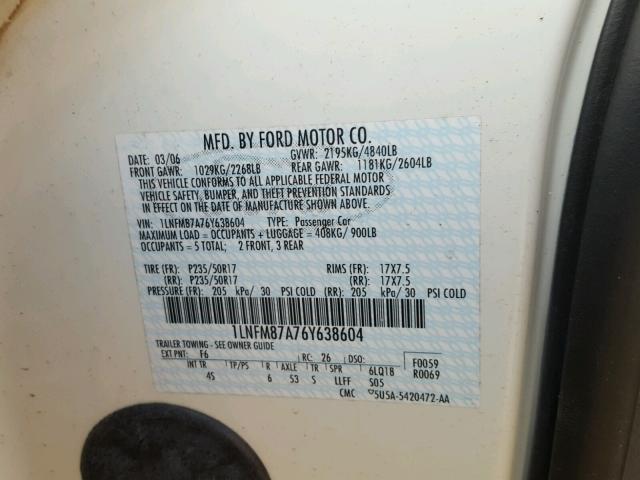 MFD. BY FORD MOTOR CO.
DATE: 03/06 GVWR: 2195KG/4840LB
FRONT GAWR: 1029KG/2268LB REAR GAWR: 1181KG/2604LB
THIS VEHICLE CONFORMS TO ALL APPLICABLE FEDERAL MOTOR
VEHICLE SAFETY, BUMPER, AND THEFT PREVENTION STANDARDS
IN EFFECT ON THE DATE OF MANUFACTURE SHOWN ABOVE.
VIN: 1LNFM87A76Y638604 TYPE: Passenger Car
MAXIMUM LOAD = OCCUPANTS + LUGGAGE = 408KG/ 900LB
OCCUPANTS = 5 TOTAL; 2 FRONT, 3 REAR
TIRE (FR): P235/50R17 RIMS (FR): 17X7.5
(RR): P235/50R17 (RR): 17X7.5
PRESSURE (FR): 205 kPa/ 30 PSI COLD (RR): 205 kPa/ 30 PSI COLD
1LNFM87A76Y638604
TRAILER TOWING - SEE OWNER GUIDE
EXT PNT: F6 RC: 26 DSO: F0059
INT TR TP/PS R AXLE TR SPR 6LQ18 R0069
4S 6 53 S LLFF S05
CMC 5U5A-5420472-AA